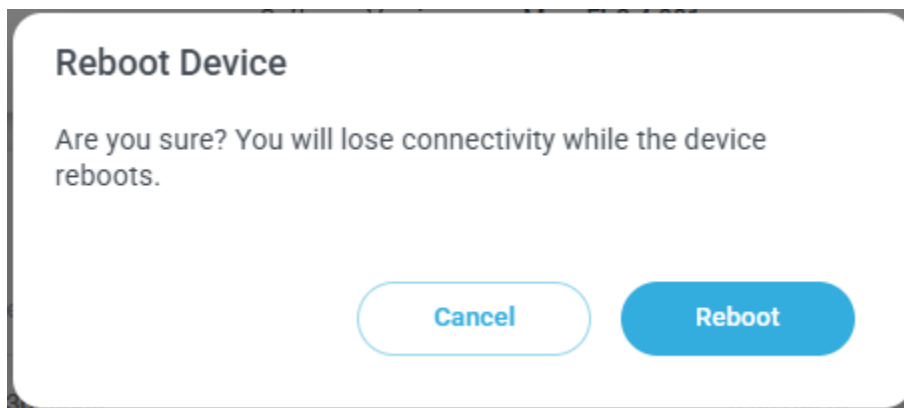 Reboot Device
Are you sure? You will lose connectivity while the device
reboots.
Cancel
Reboot